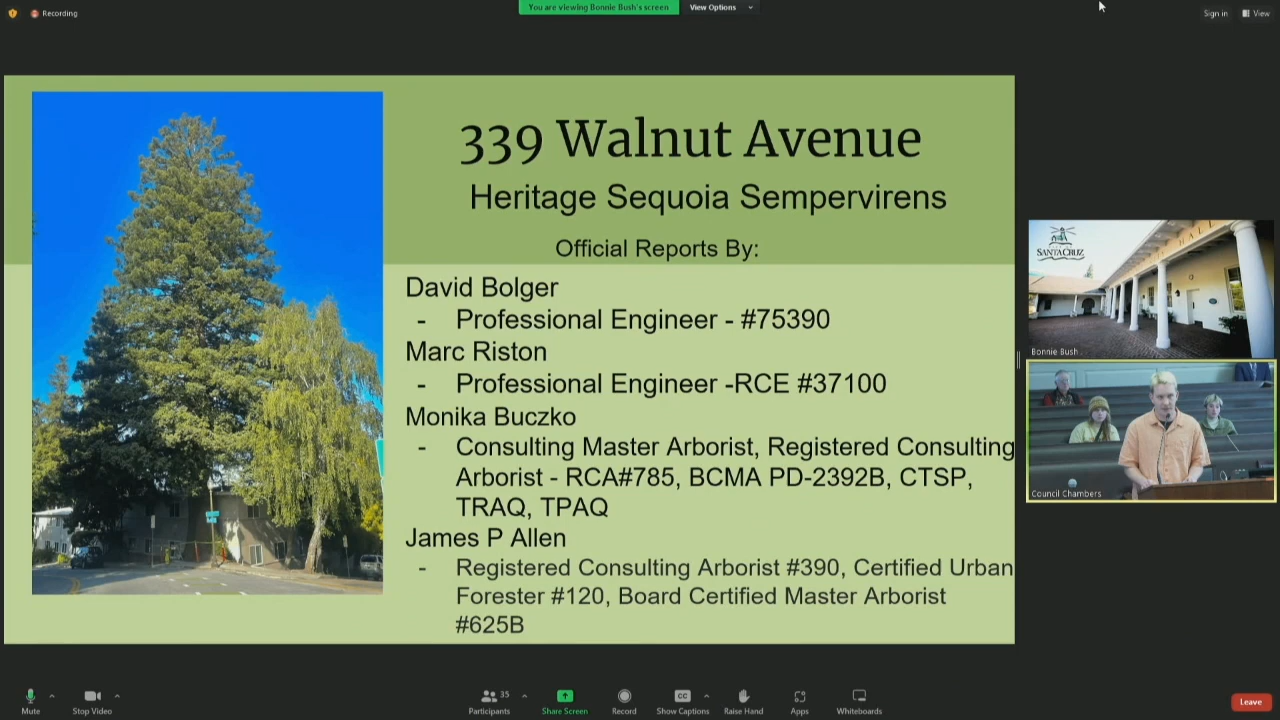 Recording
You are viewing Bonnie Bush's screen
View Options
Sign in
View
339 Walnut Avenue
Heritage Sequoia Sempervirens
Official Reports By:
David Bolger
- Professional Engineer - #75390
Marc Riston
- Professional Engineer -RCE #37100
Monika Buczko
- Consulting Master Arborist, Registered Consulting
Arborist - RCA#785, BCMA PD-2392B, CTSP,
TRAQ, TPAQ
James P Allen
- Registered Consulting Arborist #390, Certified Urban
Forester #120, Board Certified Master Arborist
#625B
SANTA CRUZ
HALL
Bonnie Bush
Council Chambers
Mute
Stop Video
Participants
35
Share Screen
Record
CC
Show Captions
Raise Hand
Apps
Whiteboards
Leave